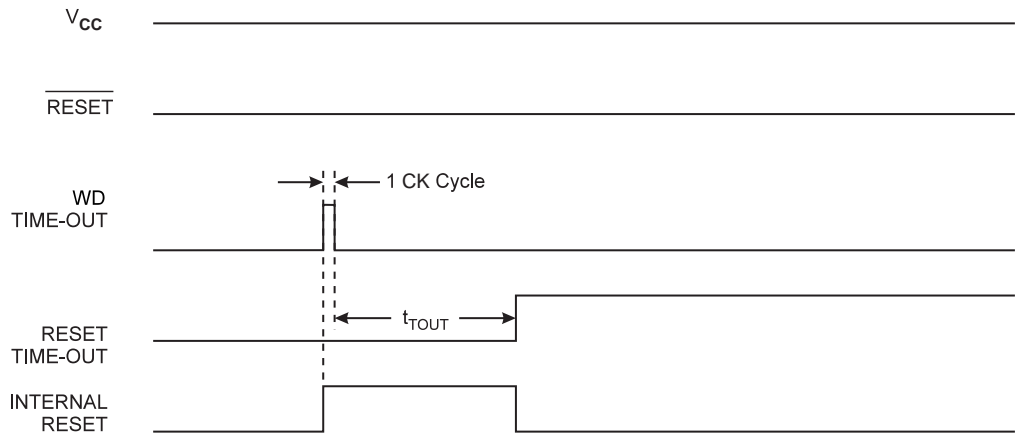 VCC
RESET
1 CK Cycle
WD
TIME-OUT
tTOUT
RESET
TIME-OUT
INTERNAL
RESET